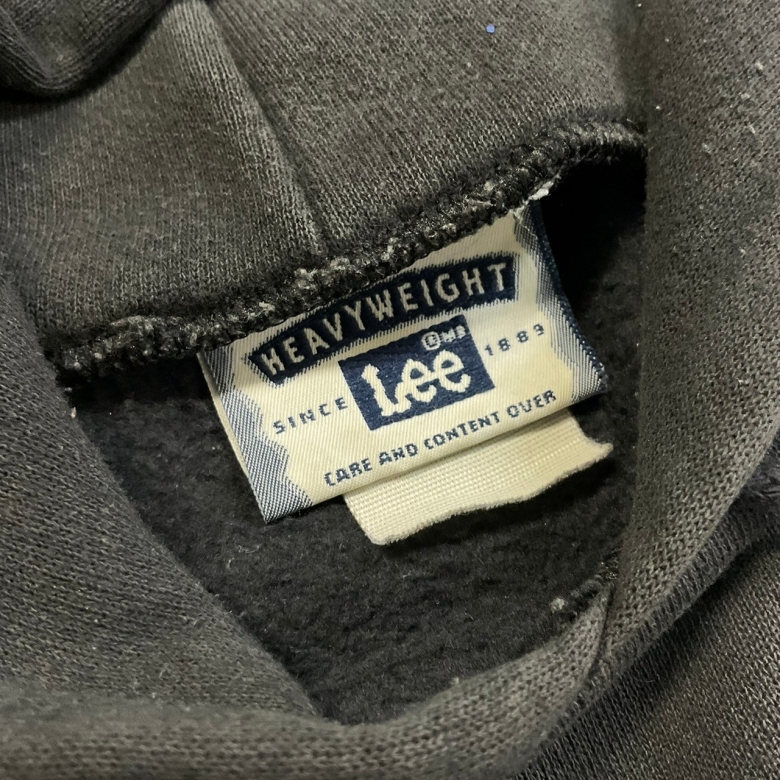 HEAVYWEIGHT
Lee
® MR
SINCE 1889
CARE AND CONTENT OVER